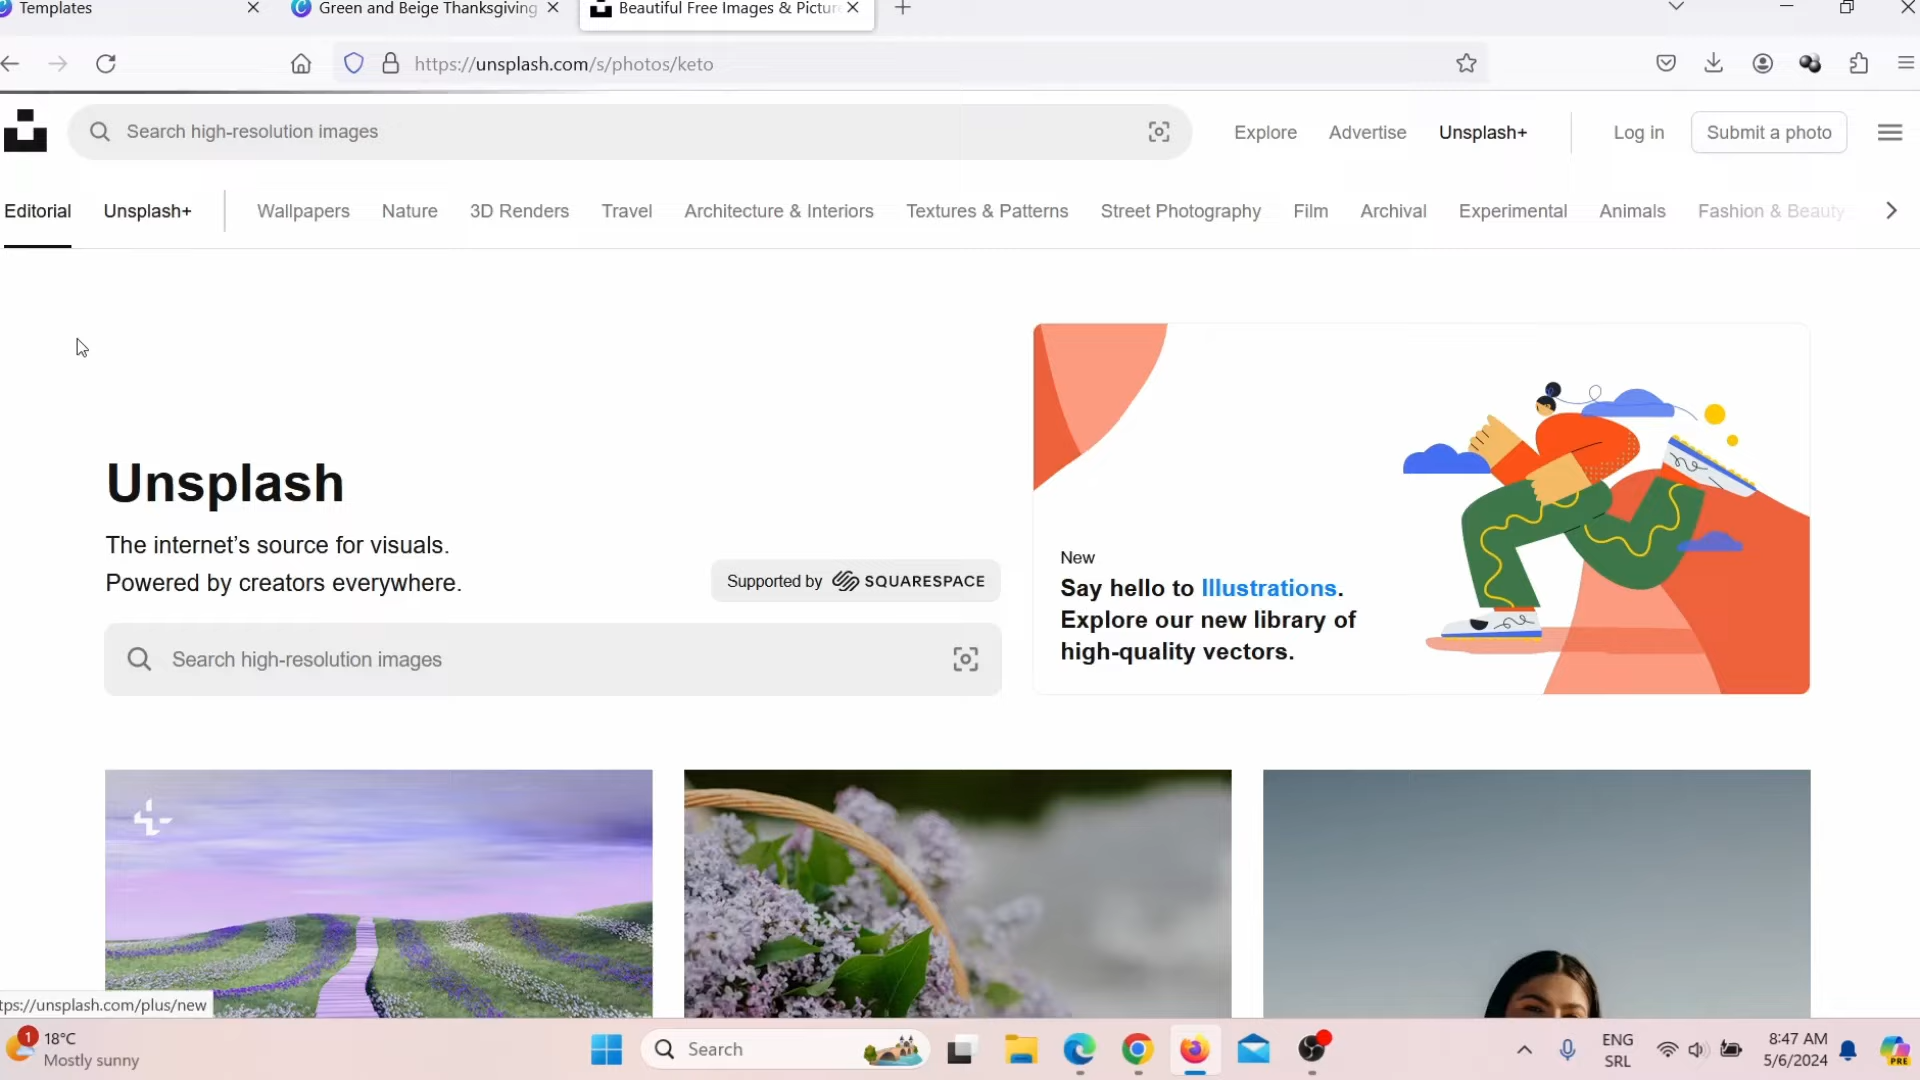 Templates
Green and Beige Thanksgiving
Beautiful Free Images & Pictur
https://unsplash.com/s/photos/keto
Search high-resolution images
Explore
Advertise
Unsplash+
Log in
Submit a photo
Editorial
Unsplash+
Wallpapers
Nature
3D Renders
Travel
Architecture & Interiors
Textures & Patterns
Street Photography
Film
Archival
Experimental
Animals
Fashion & Beauty
Unsplash
The internet's source for visuals.
Powered by creators everywhere.
Supported by SQUARESPACE
Search high-resolution images
New
Say hello to Illustrations.
Explore our new library of
high-quality vectors.
tps://unsplash.com/plus/new
1
18°C
Mostly sunny
Search
ENG
SRL
8:47 AM
5/6/2024
PRE